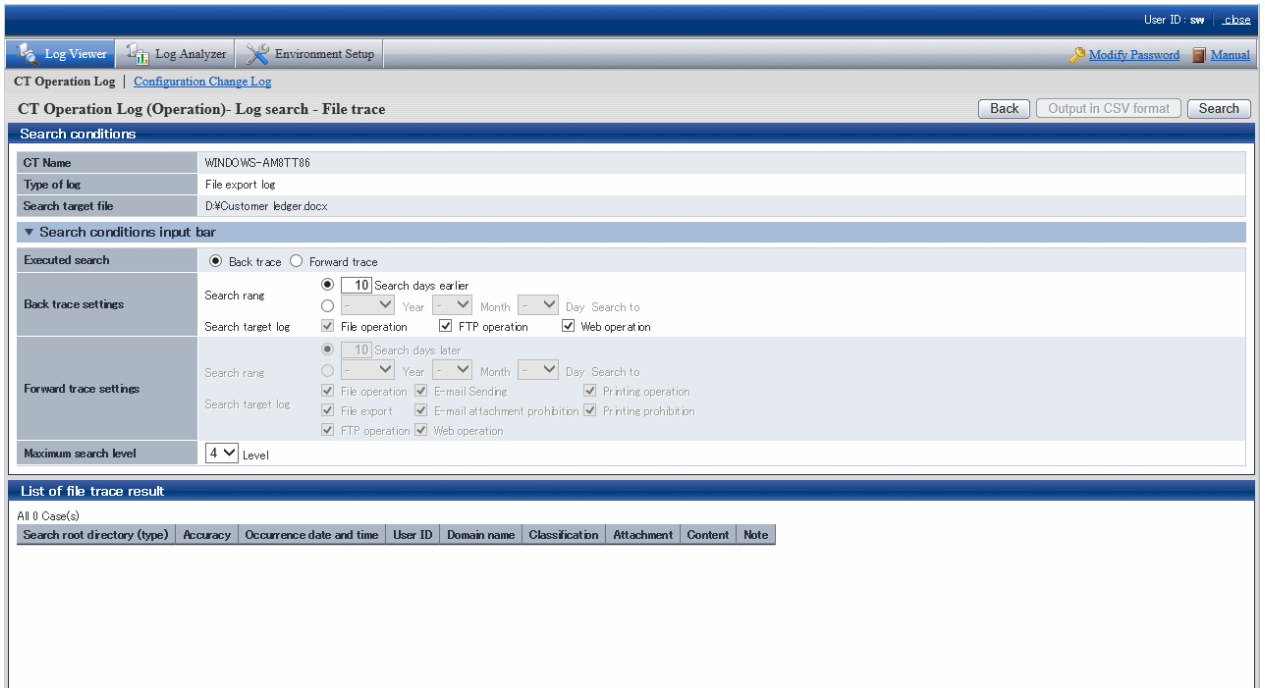 User ID : sw | close
Log Viewer Log Analyzer Environment Setup Modify Password Manual
CT Operation Log | Configuration Change Log
CT Operation Log (Operation)- Log search - File trace Back Output in CSV format Search
Search conditions
CT Name WINDOWS-AM8TT86
Type of log File export log
Search target file D:¥Customer ledger.docx
▼ Search conditions input bar
Executed search Back trace Forward trace
Back trace settings
Search rang 10 Search days earlier
- Year - Month - Day Search to
Search target log File operation FTP operation Web operation
Forward trace settings
Search rang 10 Search days later
- Year - Month - Day Search to
Search target log File operation E-mail Sending Printing operation
File export E-mail attachment prohibition Printing prohibition
FTP operation Web operation
Maximum search level 4 Level
List of file trace result
All 0 Case(s)
Search root directory (type) Accuracy Occurrence date and time User ID Domain name Classification Attachment Content Note